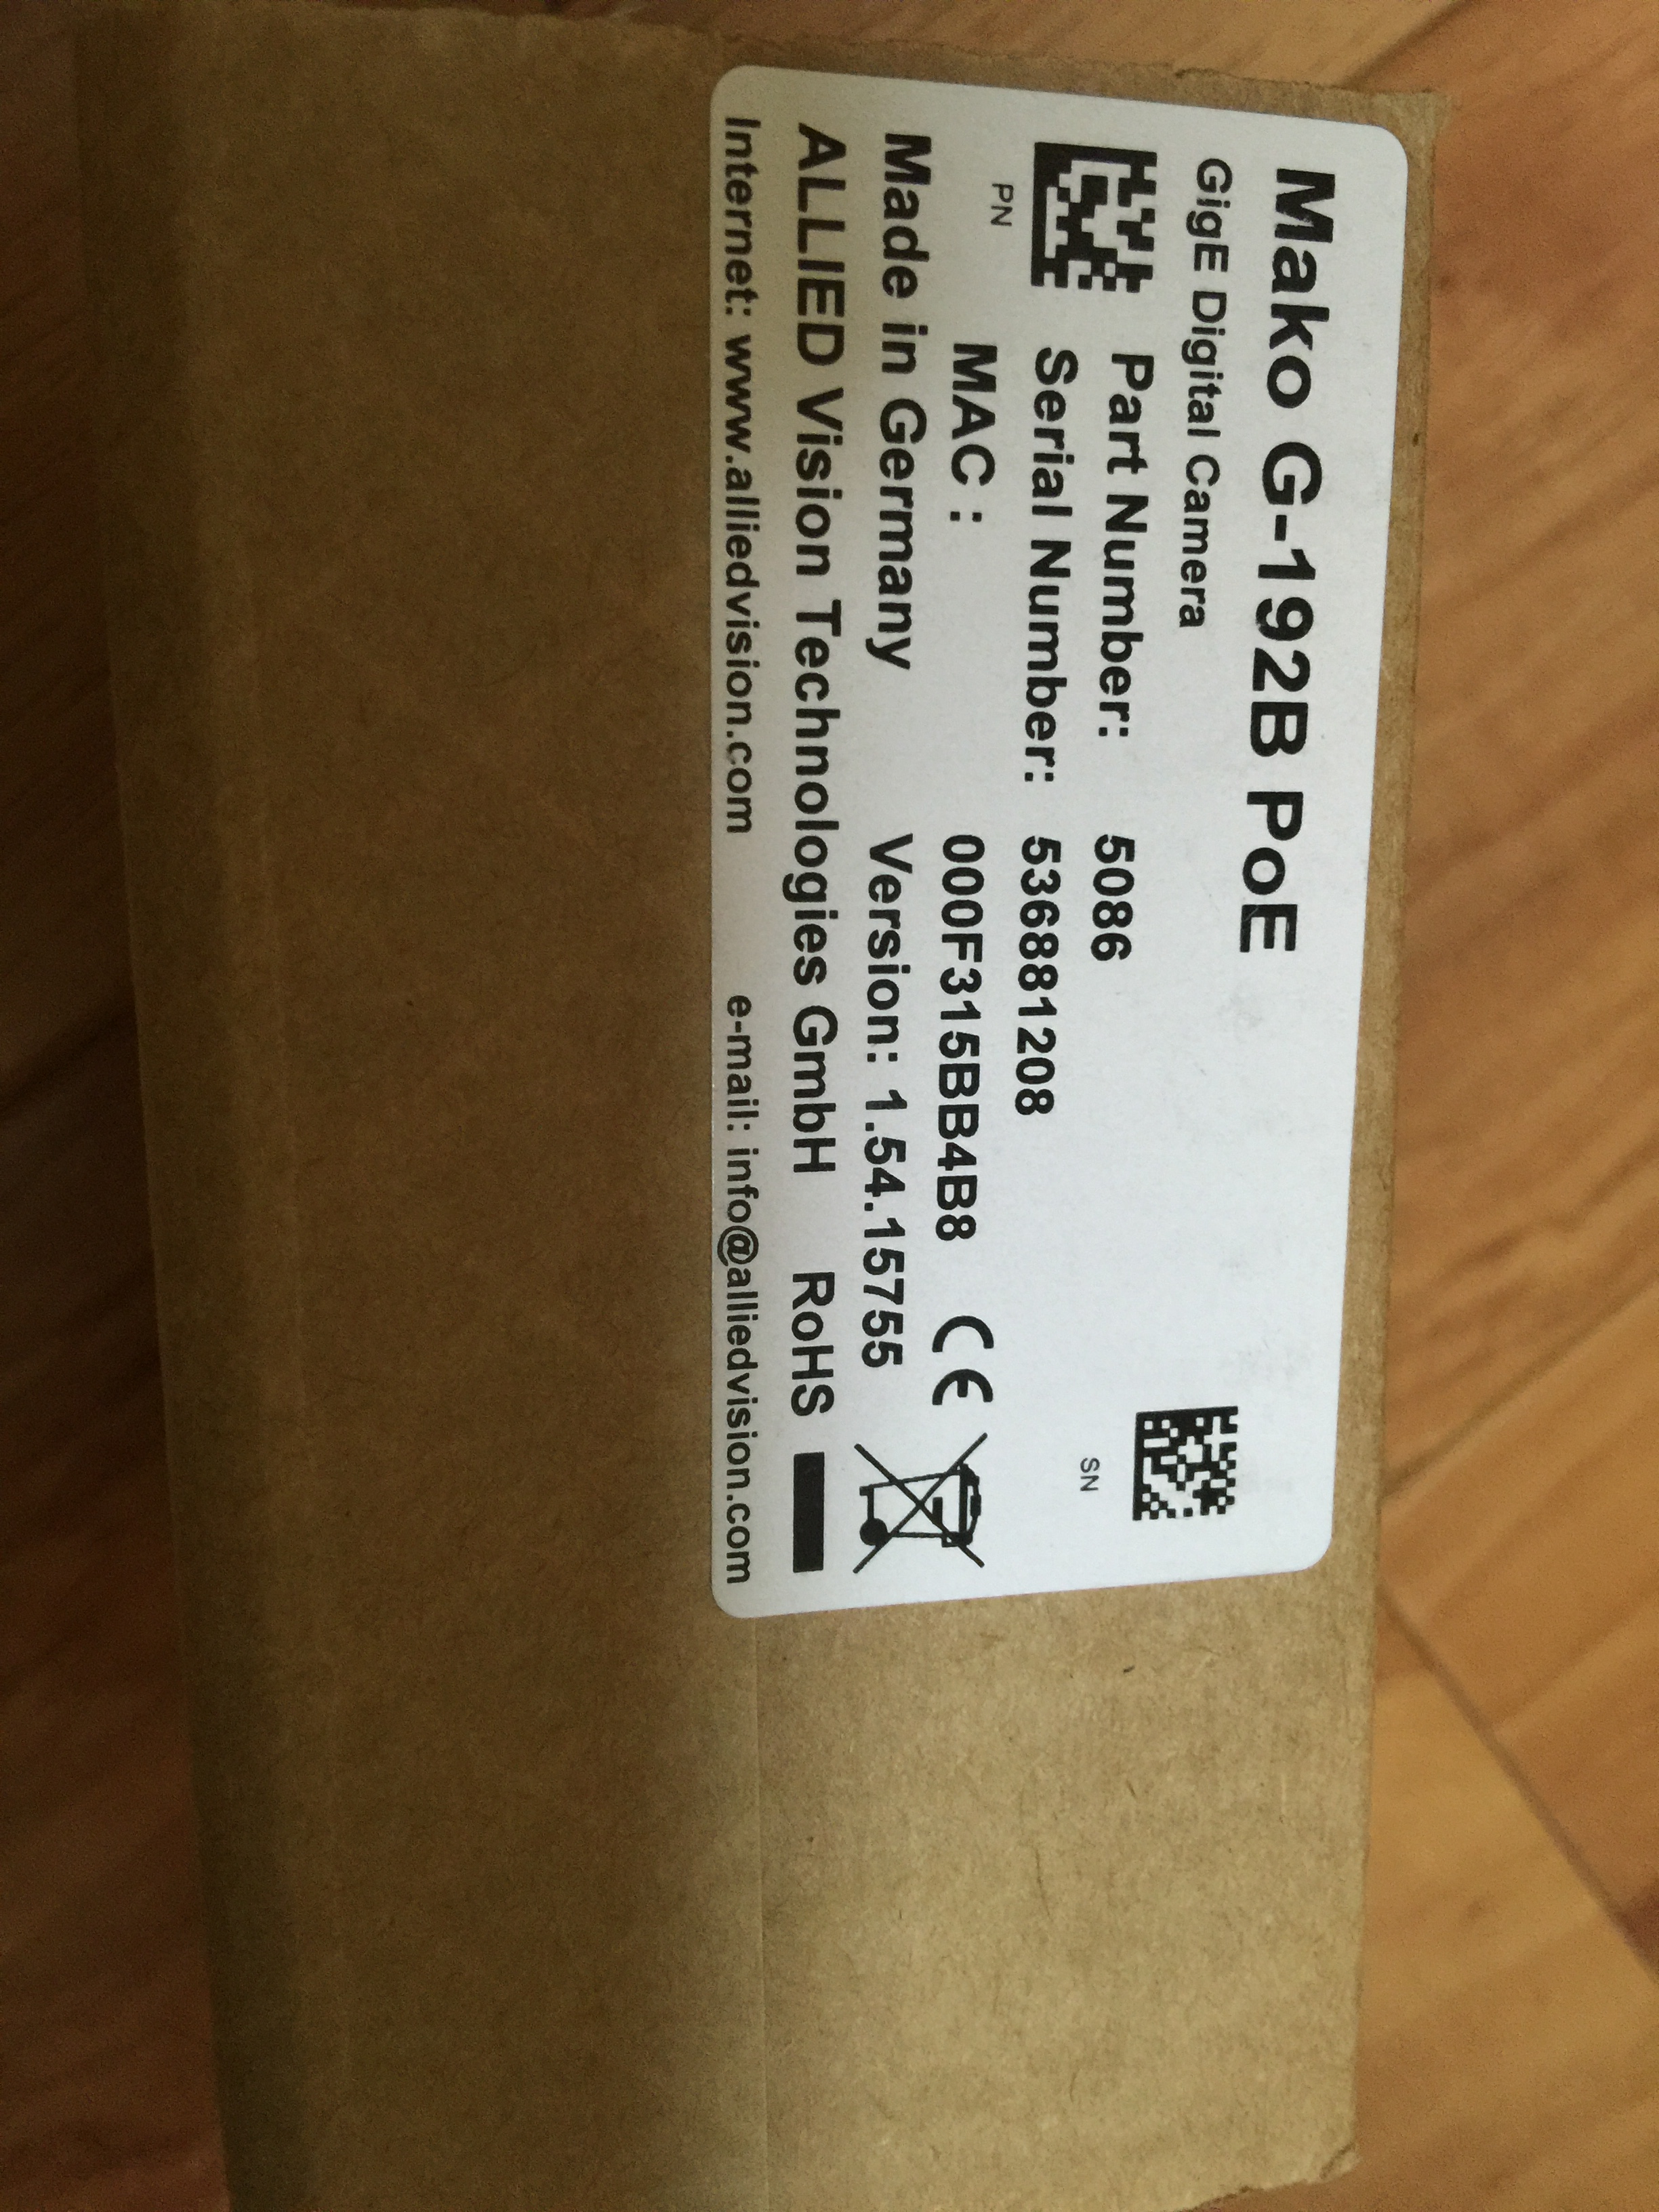 Mako G-192B PoE
GigE Digital Camera
Part Number: 5086
Serial Number: 536881208
PN
SN
MAC : 000F315BB4B8 CE
Made in Germany Version: 1.54.15755
ALLIED Vision Technologies GmbH RoHS
Internet: www.alliedvision.com e-mail: info@alliedvision.com